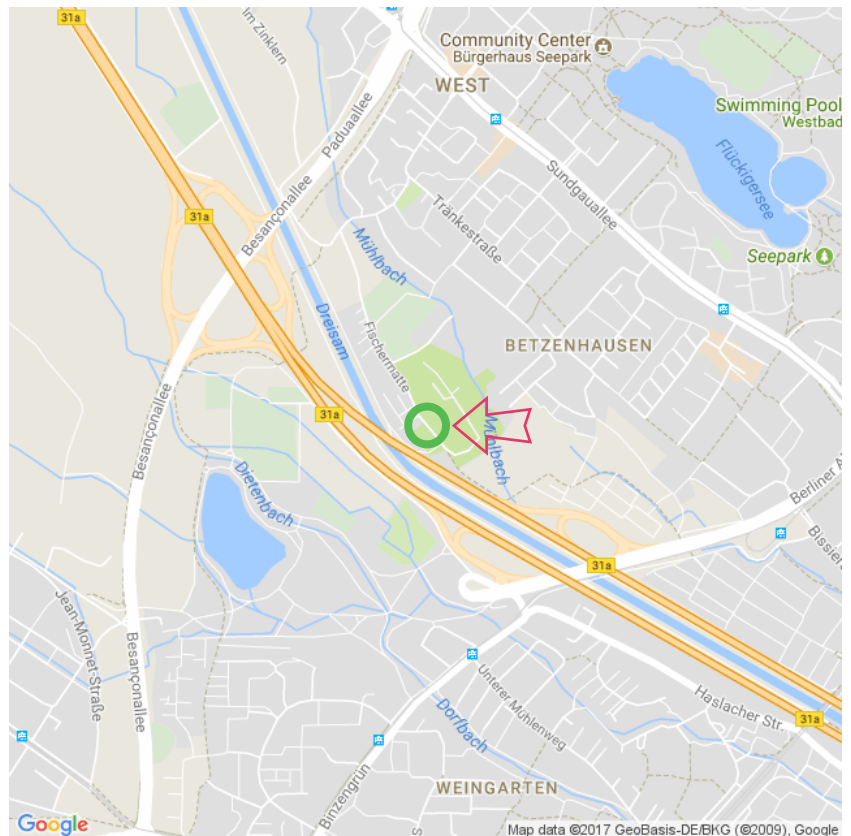 31a
Im Zinklern
Community Center
Bürgerhaus Seepark
WEST
Swimming Pool
Westbad
Paduaallee
Flückigersee
Sundgauallee
Besançonallee
31a
Tränkestraße
Mühlbach
Seepark
Dreisam
Fischermatte
BETZENHAUSEN
Besançonallee
31a
Mühlbach
Dietenbach
Berliner A
Bissiers
31a
Jean-Monnet-Straße
Besançonallee
Unterer Mühlenweg
Haslacher Str.
31a
Dorfbach
Binzengrün
WEINGARTEN
Google
Map data ©2017 GeoBasis-DE/BKG (©2009), Google